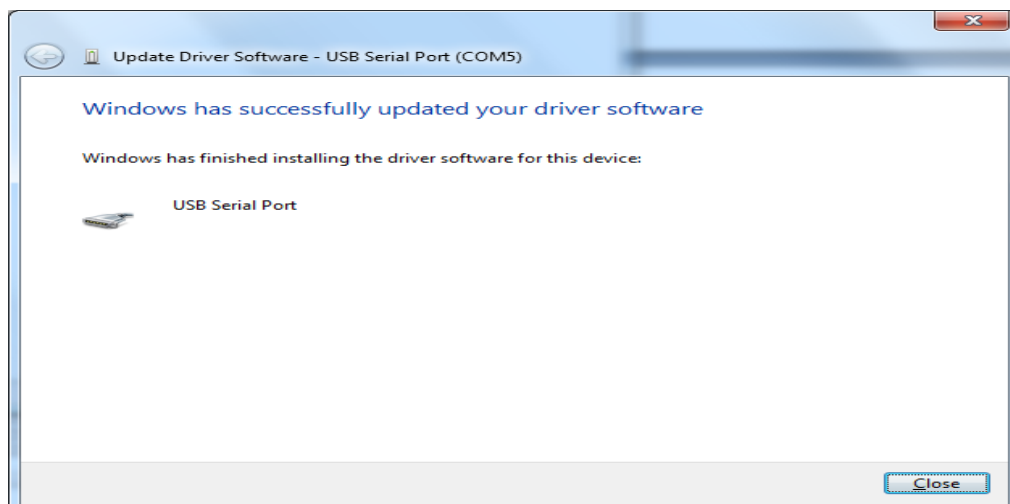 Update Driver Software - USB Serial Port (COM5)
Windows has successfully updated your driver software
Windows has finished installing the driver software for this device:
USB Serial Port
Close